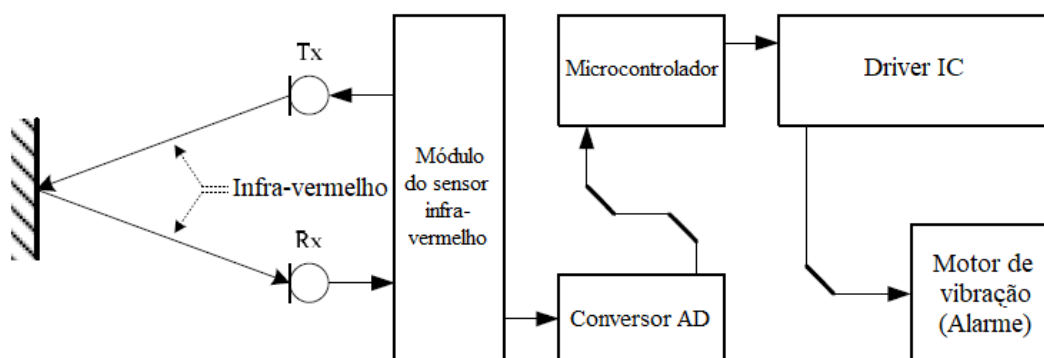 Tx
Infra-vermelho
Rx
Módulo
do sensor
infra-
vermelho
Microcontrolador
Driver IC
Conversor AD
Motor de
vibração
(Alarme)